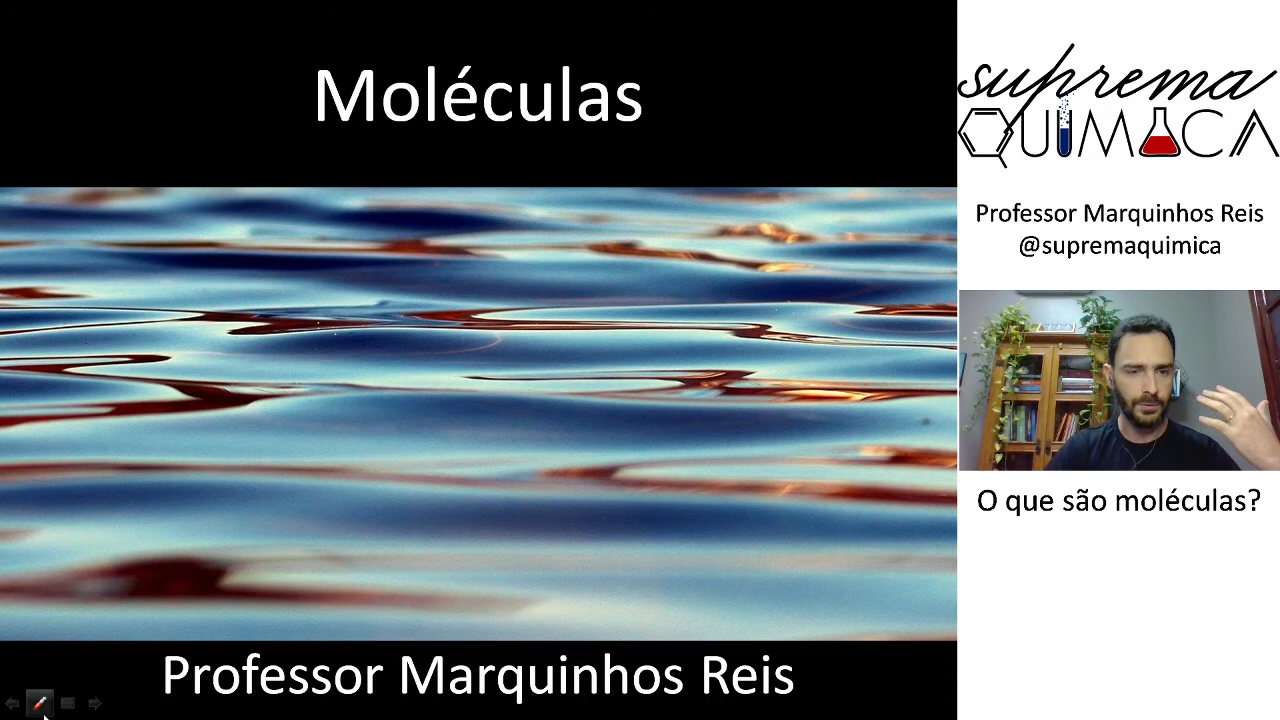 Moléculas
Professor Marquinhos Reis
suprema
QUIMICA
Professor Marquinhos Reis
@supremaquimica
O que são moléculas?